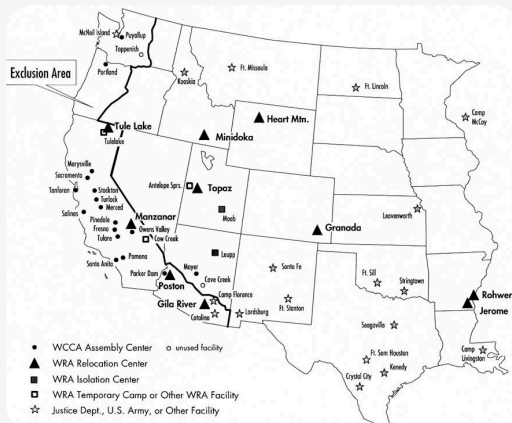 McNeil Island
Puyallup
Toppenish
Portland
Exclusion Area
Kooskia
Ft. Missoula
Ft. Lincoln
Camp
McCoy
Heart Mtn.
Minidoka
Tule Lake
Tulelake
Marysville
Sacramento
Tanforan
Stockton
Turlock
Merced
Salinas
Pinedale
Fresno
Tulare
Manzanar
Owens Valley
Cow Creek
Antelope Sprs.
Topaz
Moab
Granada
Leavenworth
Santa Anita
Pomona
Parker Dam
Poston
Mayer
Leupp
Cave Creek
Camp Florence
Gila River
Catalina
Lordsburg
Santa Fe
Ft. Stanton
Ft. Sill
Stringtown
Rohwer
Jerome
Seagoville
Ft. Sam Houston
Kenedy
Crystal City
Camp
Livingston
WCCA Assembly Center
unused facility
WRA Relocation Center
WRA Isolation Center
WRA Temporary Camp or Other WRA Facility
Justice Dept., U.S. Army, or Other Facility